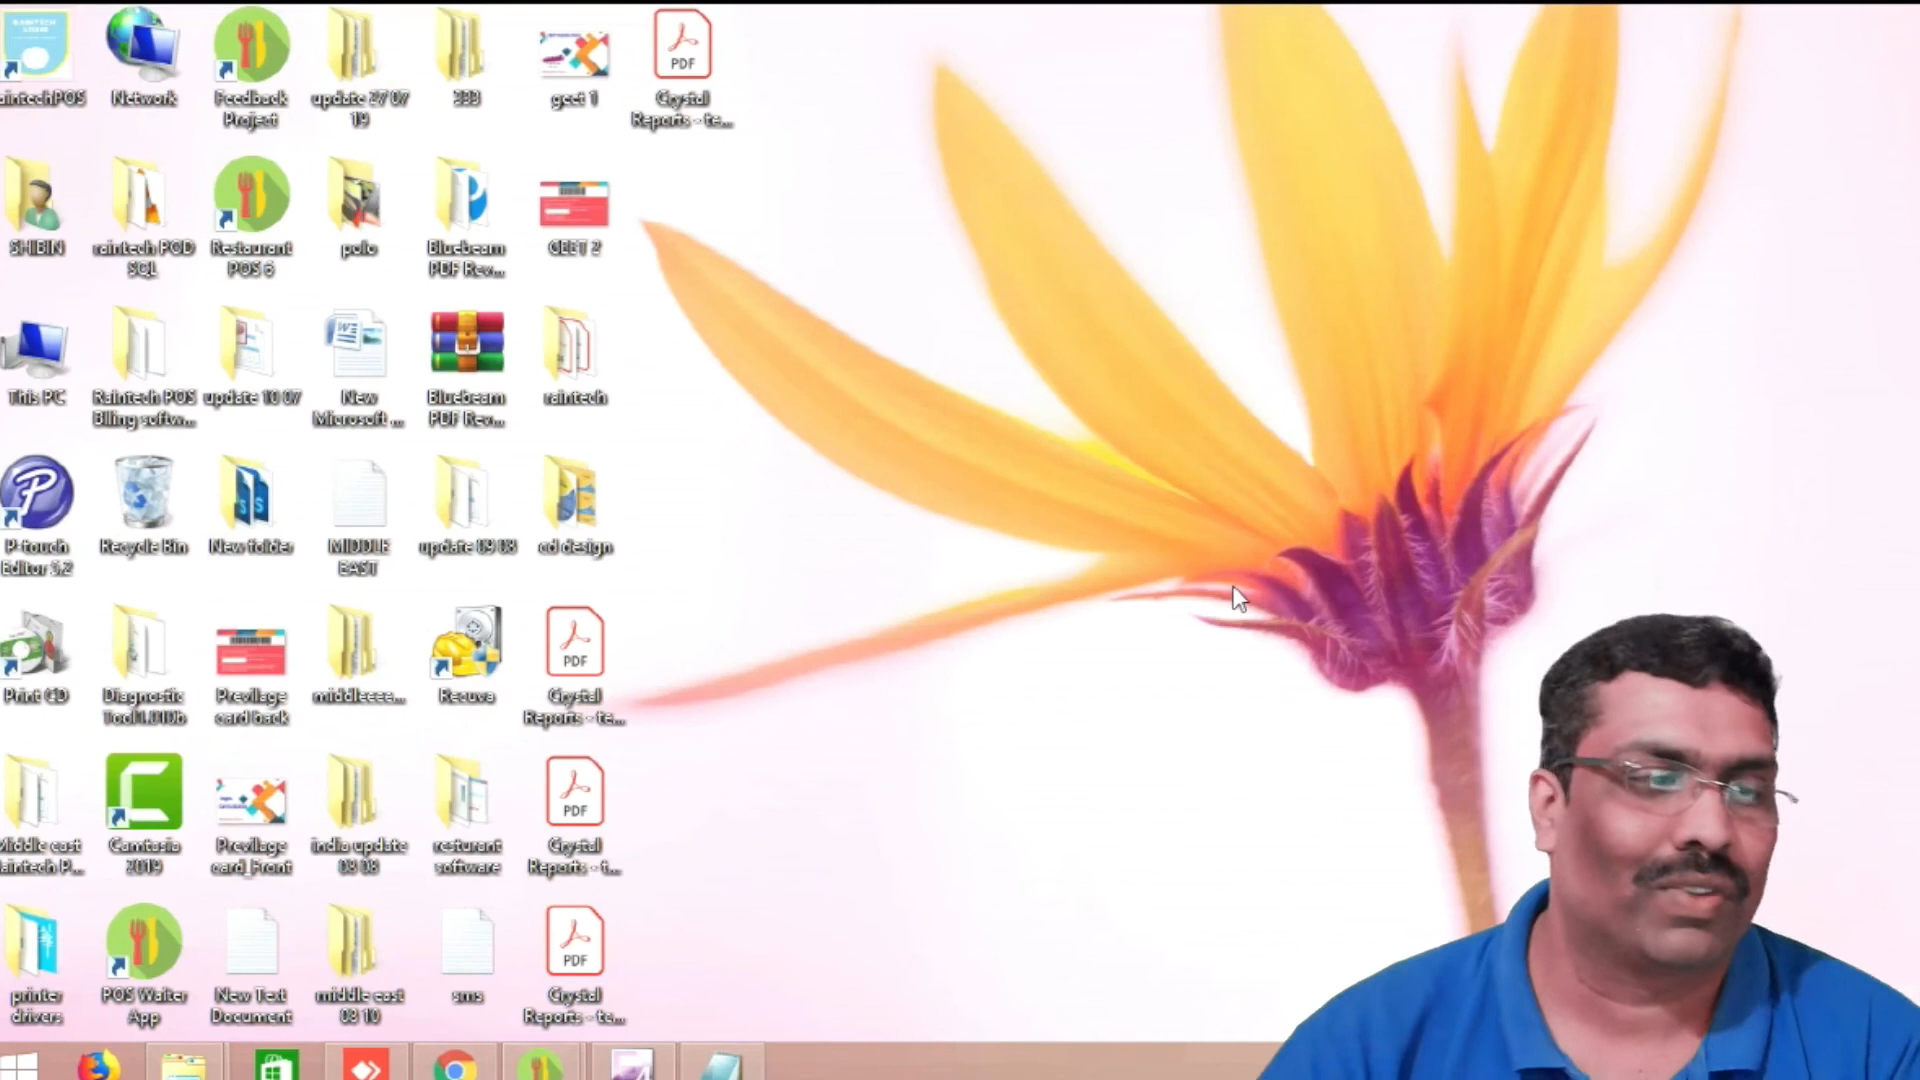 RAINTECH
aintechPOS
Network
Feedback
Project
update 27 07
19
333
geet 1
PDF
Crystal
Reports - te...
SHIBIN
raintech POD
SQL
Restaurant
POS 6
polo
Bluebeam
PDF Rev...
GEET 2
This PC
Raintech POS
Billing softw...
update 10 07
New
Microsoft ...
Bluebeam
PDF Rev...
raintech
P-touch
Editor 5.2
Recycle Bin
New folder
MIDDLE
EAST
update 09 08
cd design
Print CD
Diagnostic
Tool1.010b
Previlage
card back
middleeee...
Recuva
PDF
Crystal
Reports - te...
Middle east
aintech P...
Camtasia
2019
Previlage
card_Front
india update
08 08
resturant
software
PDF
Crystal
Reports - t...
printer
drivers
POS Waiter
App
New Text
Document
middle east
03 10
sms
PDF
Crystal
Reports - te...